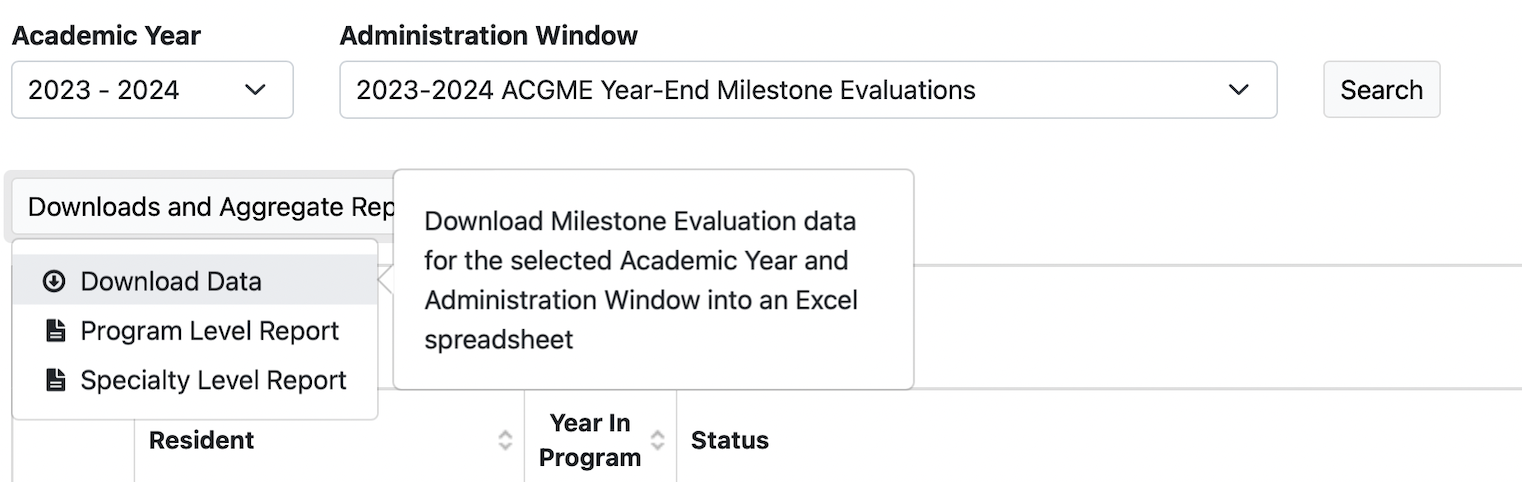 Academic Year
Administration Window
2023 - 2024
2023-2024 ACGME Year-End Milestone Evaluations
Search
Downloads and Aggregate Rep
Download Data
Program Level Report
Specialty Level Report
Download Milestone Evaluation data
for the selected Academic Year and
Administration Window into an Excel
spreadsheet
Resident
Year In
Program
Status